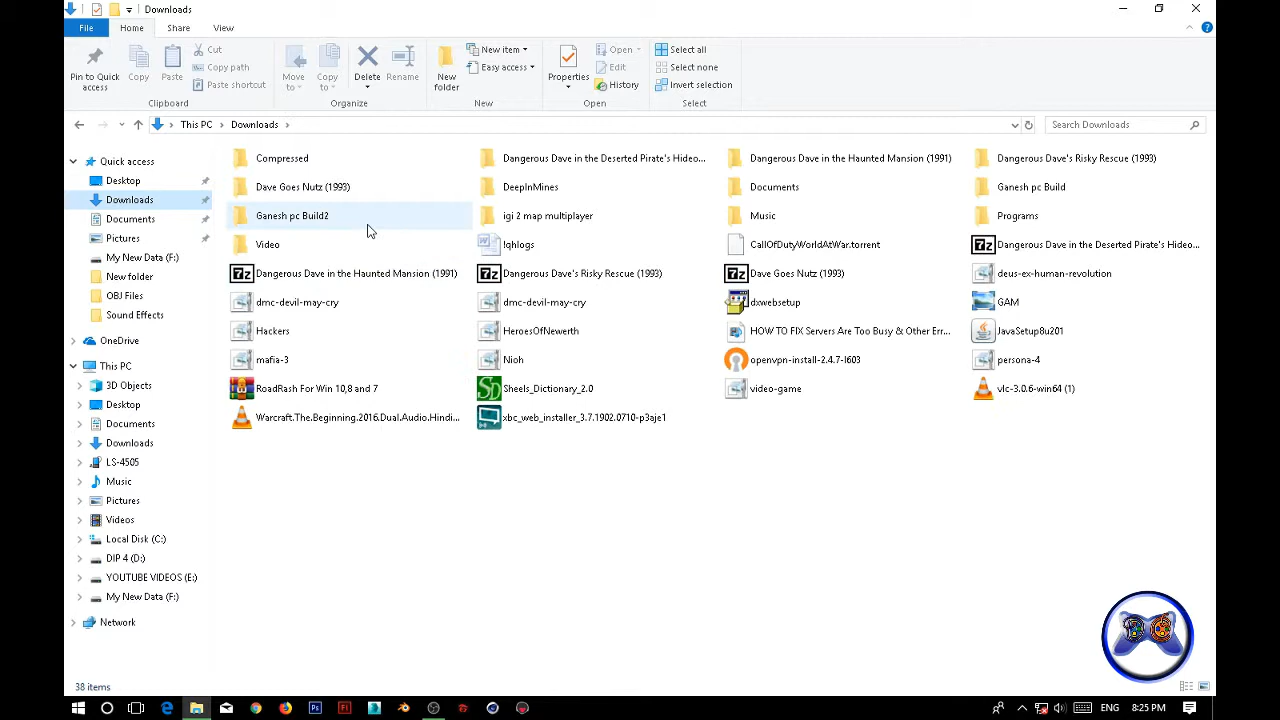 Downloads
File Home Share View
Pin to Quick access
Copy
Paste
Cut
Copy path
Paste shortcut
Clipboard
Move to
Copy to
Delete
Rename
Organize
New folder
New item
Easy access
New
Properties
Open
Edit
History
Open
Select all
Select none
Invert selection
Select
This PC > Downloads >
Search Downloads
Quick access
Desktop
Downloads
Documents
Pictures
My New Data (F:)
New folder
OBJ Files
Sound Effects
OneDrive
This PC
3D Objects
Desktop
Documents
Downloads
LS-4505
Music
Pictures
Videos
Local Disk (C:)
DIP 4 (D:)
YOUTUBE VIDEOS (E:)
My New Data (F:)
Network
Compressed Dangerous Dave in the Deserted Pirate's Hideo... Dangerous Dave in the Haunted Mansion (1991) Dangerous Dave's Risky Rescue (1993)
Dave Goes Nutz (1993) DeepInMines Documents Ganesh pc Build
Ganesh pc Build2 igi 2 map multiplayer Music Programs
Video lqhlogs CallOfDutyWorldAtWar.torrent Dangerous Dave in the Deserted Pirate's Hideo...
Dangerous Dave in the Haunted Mansion (1991) Dangerous Dave's Risky Rescue (1993) Dave Goes Nutz (1993) deus-ex-human-revolution
dmc-devil-may-cry dmc-devil-may-cry dxwebsetup GAM
Hackers HeroesOfNewerth HOW TO FIX Servers Are Too Busy & Other Err... JavaSetup8u201
mafia-3 Nioh openvpn-install-2.4.7-I603 persona-4
RoadRash For Win 10,8 and 7 Sheels_Dictionary_2.0 video-game vlc-3.0.6-win64 (1)
Warcraft.The.Beginning.2016.Dual.Audio.Hindi... xbc_web_installer_3.7.1902.0710-p3aje1
38 items
ENG 8:25 PM